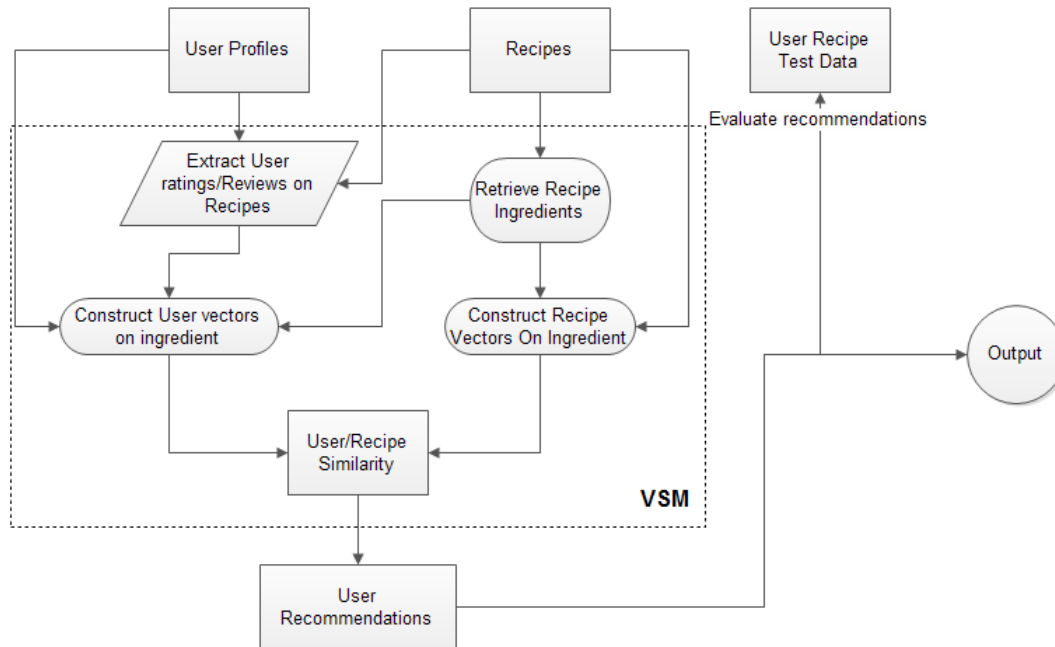 User Profiles
Recipes
User Recipe
Test Data
Evaluate recommendations
Extract User
ratings/Reviews on
Recipes
Retrieve Recipe
Ingredients
Construct User vectors
on ingredient
Construct Recipe
Vectors On Ingredient
Output
User/Recipe
Similarity
VSM
User
Recommendations